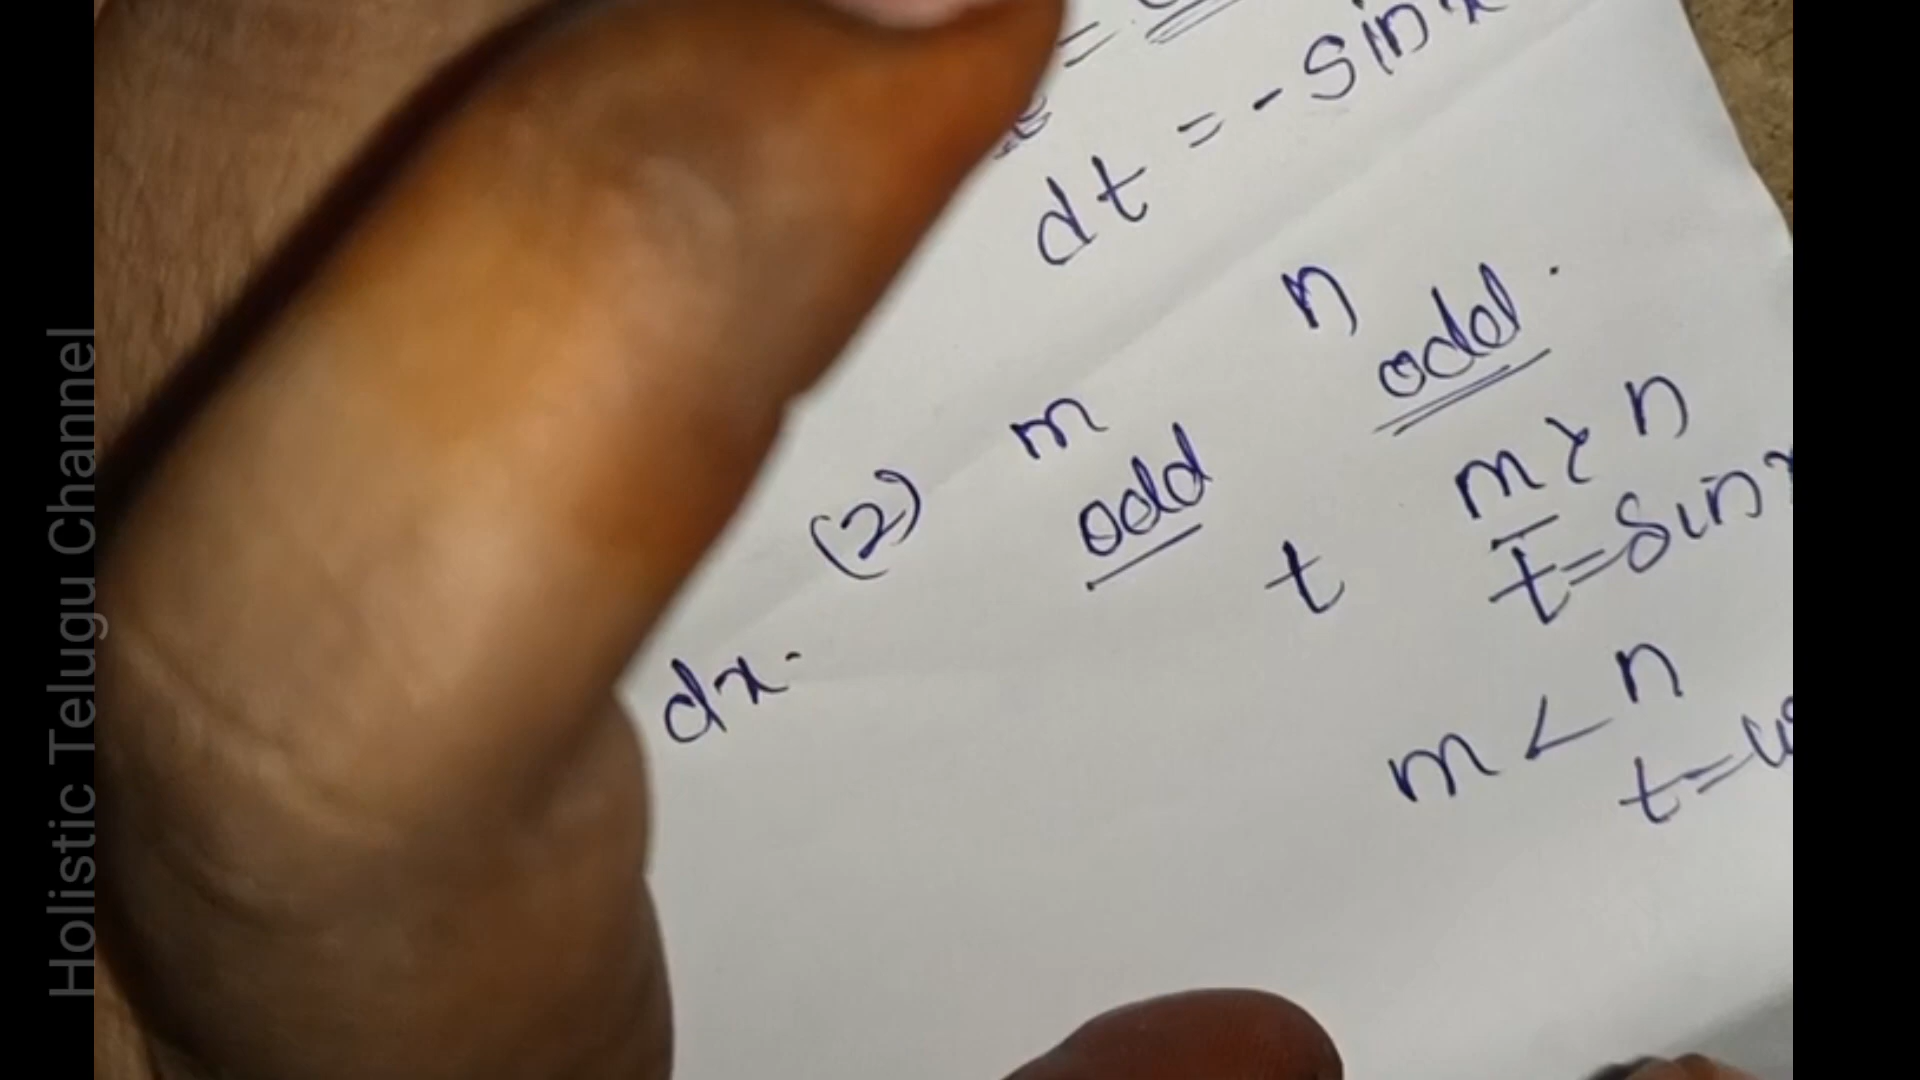 =
dt = - sin x
m n
odd odd.
(2)
t m > n
t = sin x
dx.
m < n
t =
Holistic Telugu Channel